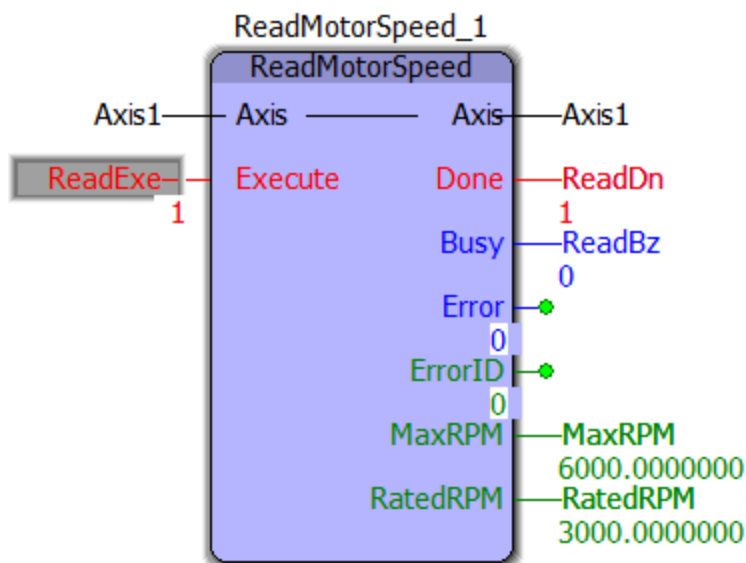 ReadMotorSpeed_1
ReadMotorSpeed
Axis1 Axis Axis Axis1
ReadExe Execute Done ReadDn
1 1
Busy ReadBz
0
Error
0
ErrorID
0
MaxRPM MaxRPM
6000.0000000
RatedRPM RatedRPM
3000.0000000